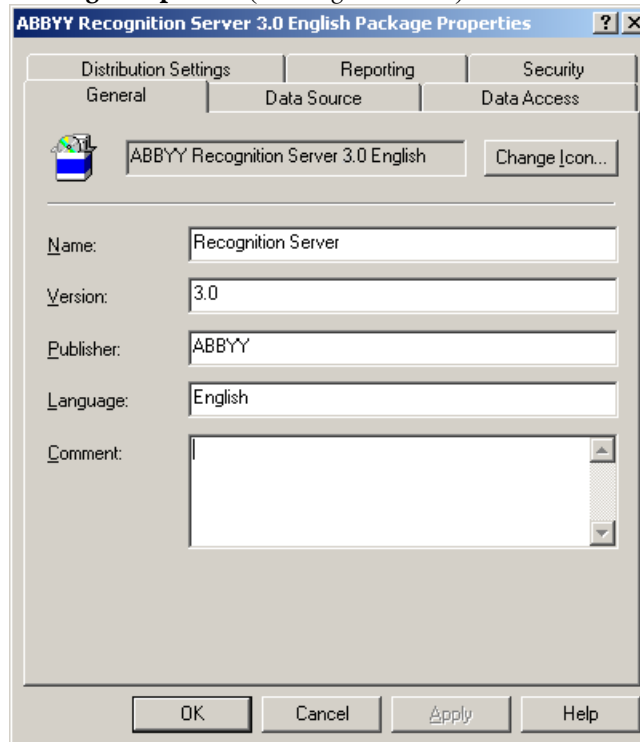 ABBYY Recognition Server 3.0 English Package Properties
Distribution Settings Reporting Security
General Data Source Data Access
ABBYY Recognition Server 3.0 English Change Icon...
Name: Recognition Server
Version: 3.0
Publisher: ABBYY
Language: English
Comment:
OK Cancel Apply Help